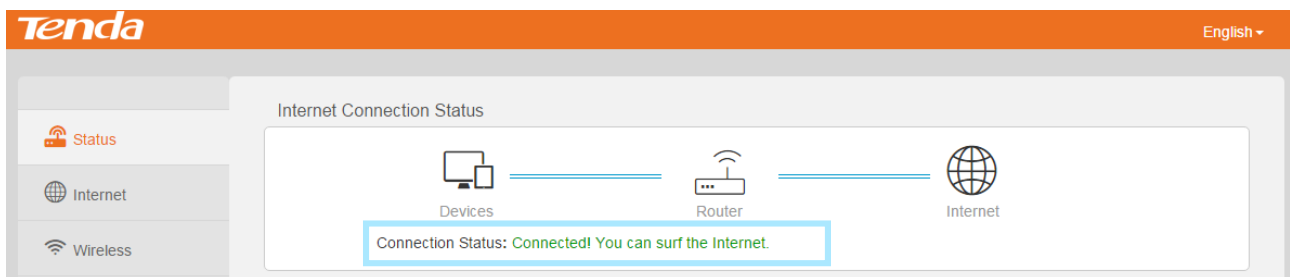 Tenda
English
Internet Connection Status
Status
Internet
Wireless
Devices
Router
Internet
Connection Status: Connected! You can surf the Internet.